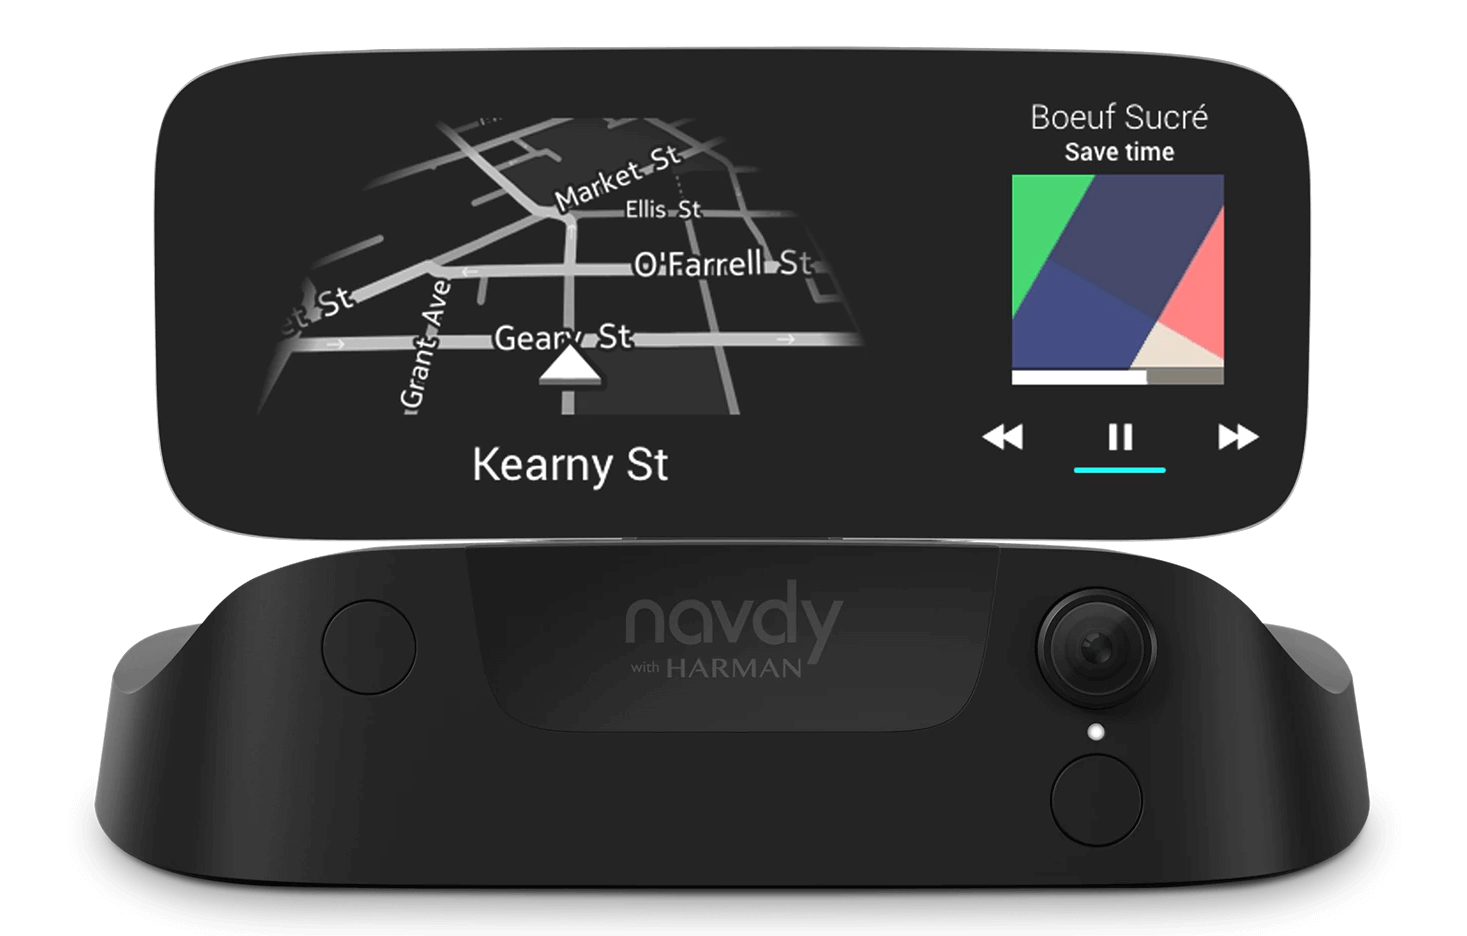 Boeuf Sucré
Save time
Market St
Ellis St
O'Farrell St
et St
Grant Ave
Geary St
Kearny St
navdy
with HARMAN